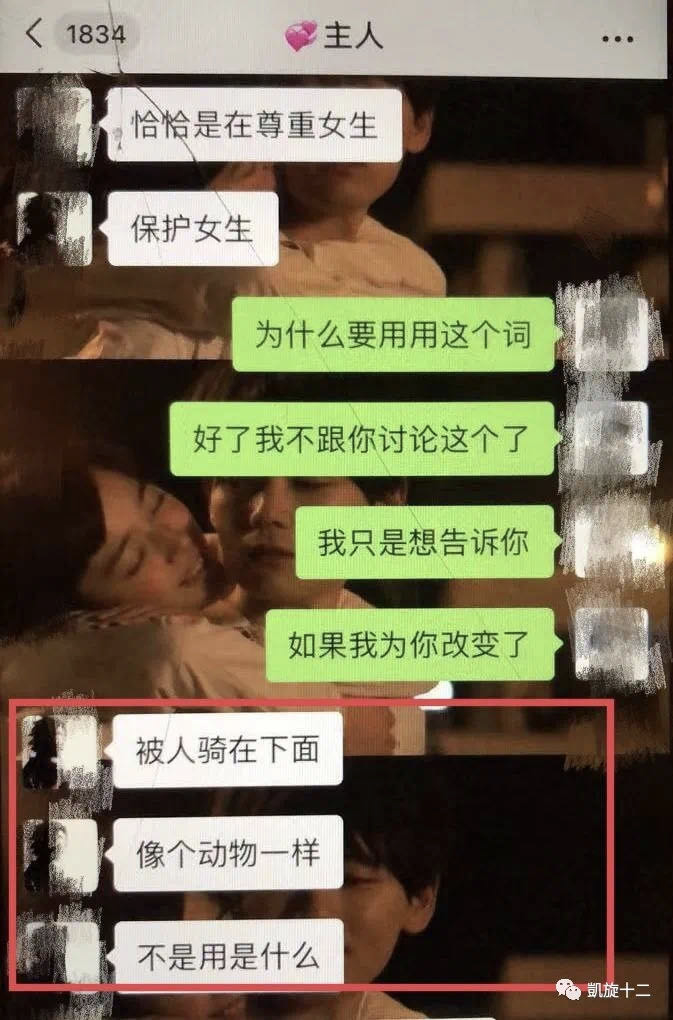 1834
主人
恰恰是在尊重女生
保护女生
为什么要用用这个词
好了我不跟你讨论这个了
我只是想告诉你
如果我为你改变了
被人骑在下面
像个动物一样
不是用是什么
凱旋十二